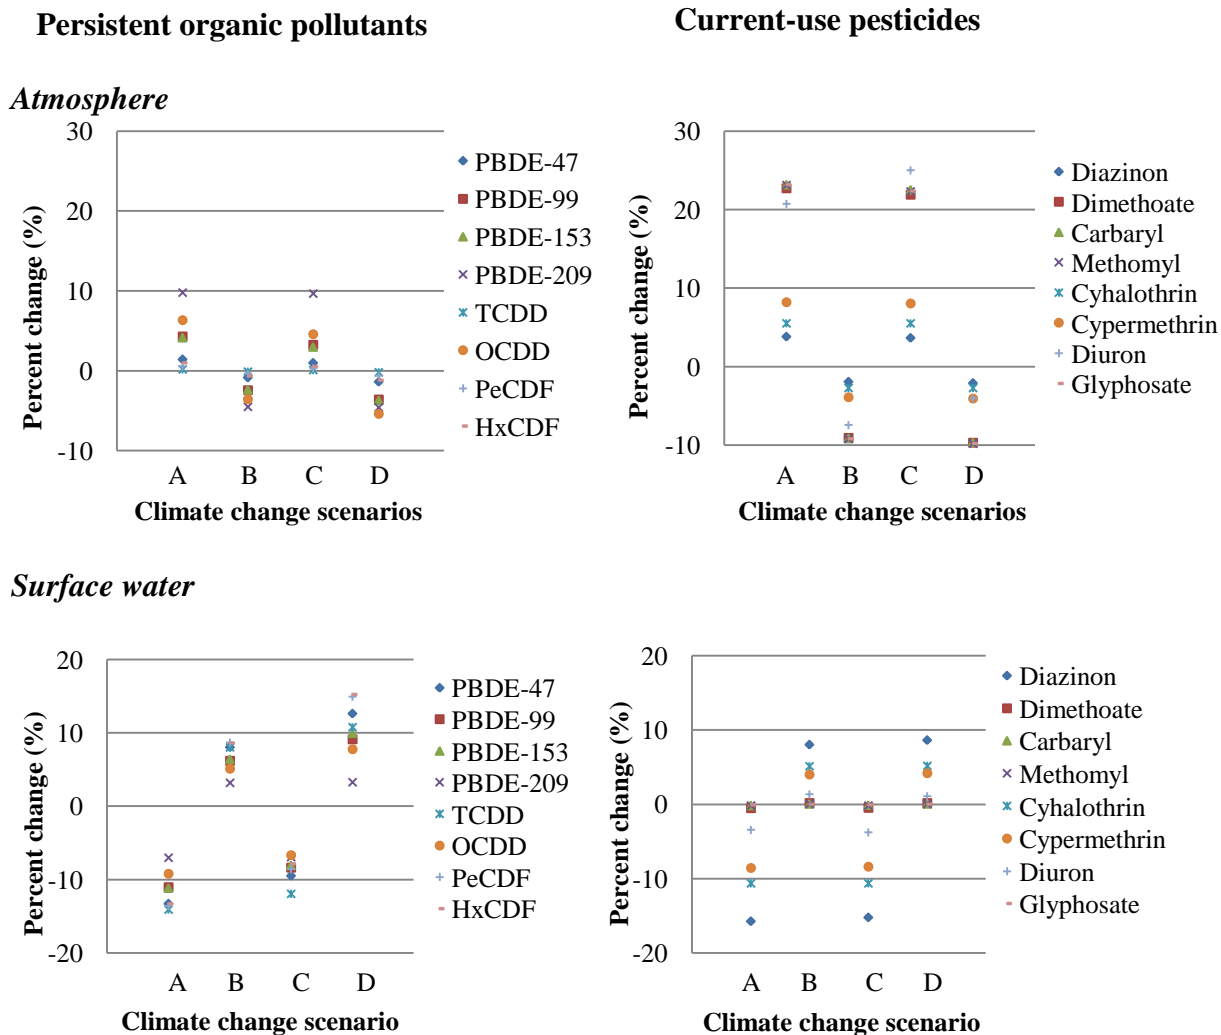 Persistent organic pollutants
Current-use pesticides
Atmosphere
30
20
10
0
-10
Percent change (%)
A B C D
Climate change scenarios
PBDE-47
PBDE-99
PBDE-153
PBDE-209
TCDD
OCDD
PeCDF
HxCDF
30
20
10
0
-10
Percent change (%)
A B C D
Climate change scenarios
Diazinon
Dimethoate
Carbaryl
Methomyl
Cyhalothrin
Cypermethrin
Diuron
Glyphosate
Surface water
20
10
0
-10
-20
Percent change (%)
A B C D
Climate change scenario
PBDE-47
PBDE-99
PBDE-153
PBDE-209
TCDD
OCDD
PeCDF
HxCDF
20
10
0
-10
-20
Percent change (%)
A B C D
Climate change scenario
Diazinon
Dimethoate
Carbaryl
Methomyl
Cyhalothrin
Cypermethrin
Diuron
Glyphosate